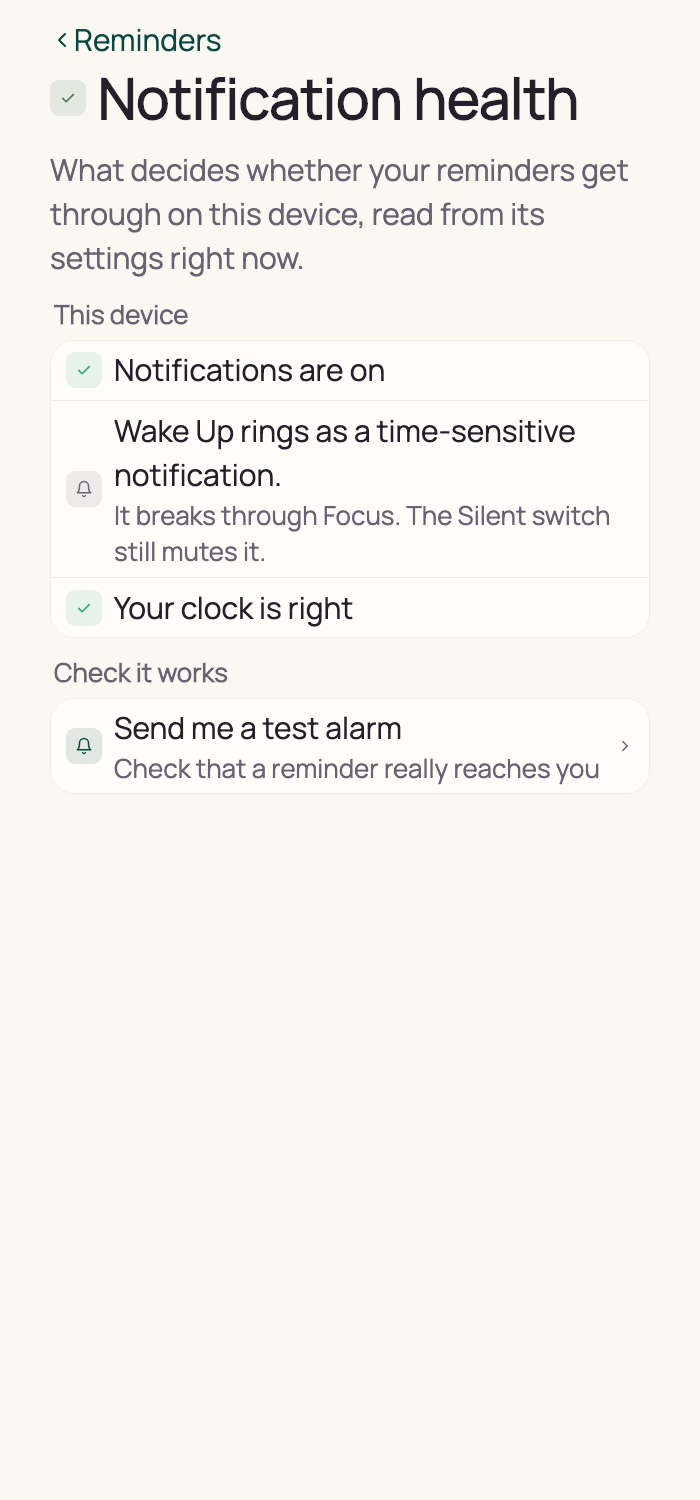 Reminders
Notification health
What decides whether your reminders get
through on this device, read from its
settings right now.
This device
Notifications are on
Wake Up rings as a time-sensitive
notification.
It breaks through Focus. The Silent switch
still mutes it.
Your clock is right
Check it works
Send me a test alarm
Check that a reminder really reaches you